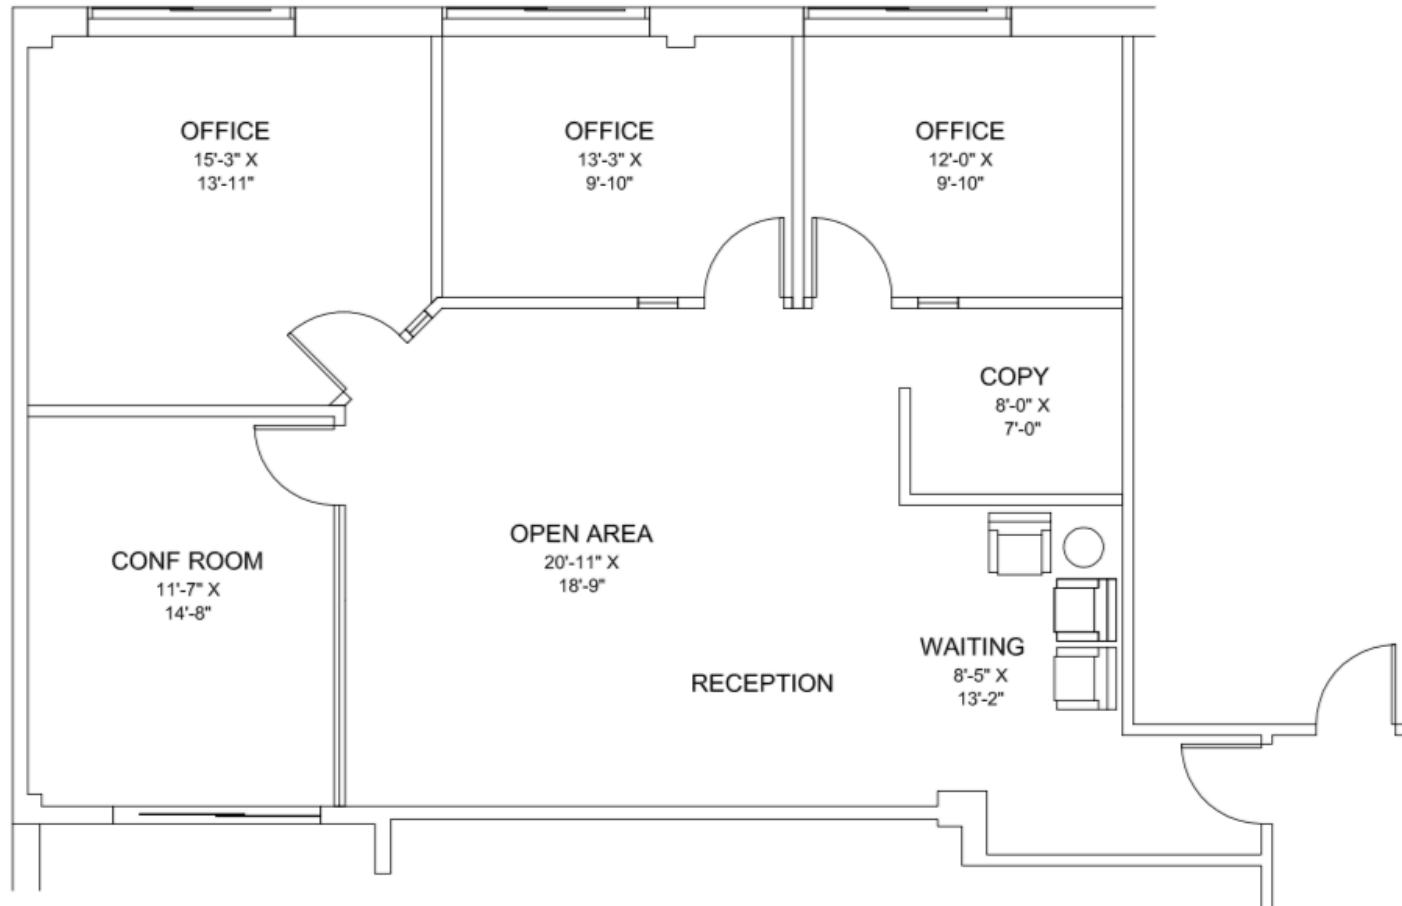 OFFICE
15'-3" X
13'-11"
OFFICE
13'-3" X
9'-10"
OFFICE
12'-0" X
9'-10"
COPY
8'-0" X
7'-0"
OPEN AREA
20'-11" X
18'-9"
CONF ROOM
11'-7" X
14'-8"
WAITING
8'-5" X
13'-2"
RECEPTION